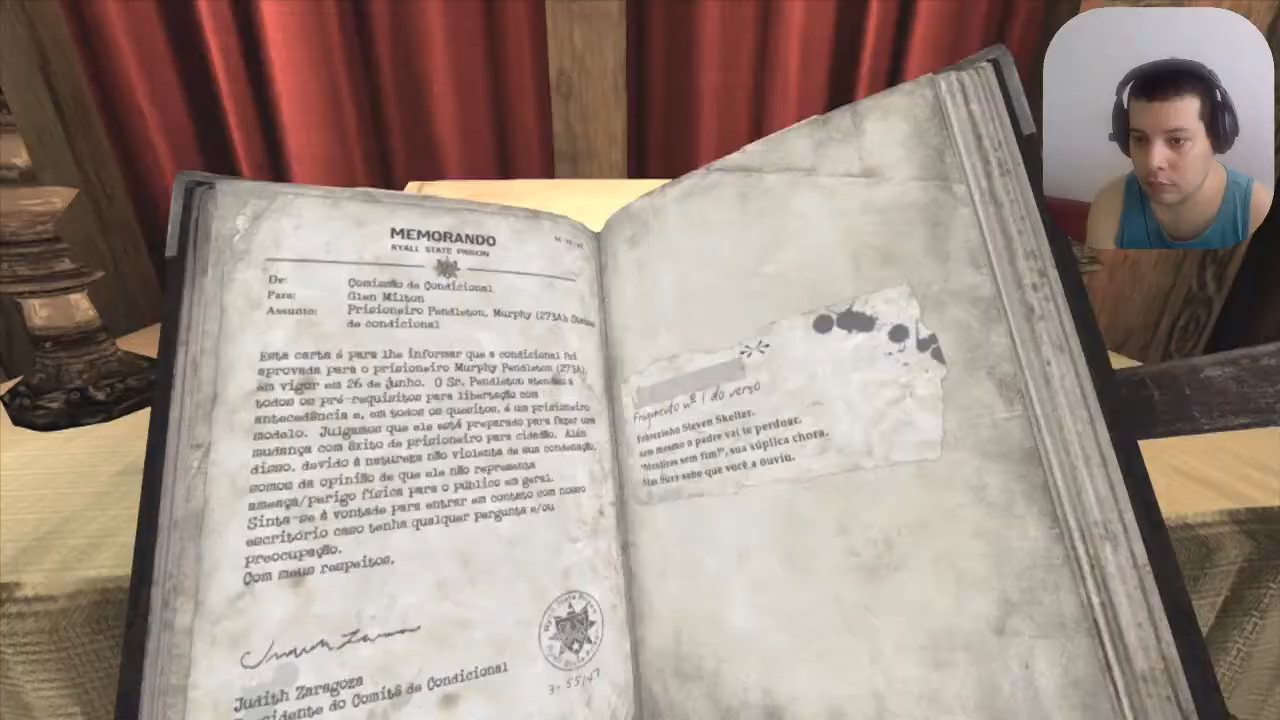 MEMORANDO
RYALL STATE PRISON
De: Comissão de Condicional
Para: Glen Milton
Assunto: Prisioneiro Pendleton, Murphy (273A)
de condicional
Esta carta é para lhe informar que a condicional foi
aprovada para o prisioneiro Murphy Pendleton (273A),
em vigor em 26 de junho. O Sr. Pendleton atendeu a
todos os pré-requisitos para libertação com
antecedência e, em todos os quesitos, é um prisioneiro
modelo. Julgamos que ele está preparado para fazer uma
mudança com êxito de prisioneiro para cidadão. Além
disso, devido à natureza não violenta de sua condenação,
somos da opinião de que ele não representa
ameaça/perigo física para o público em geral.
Sinta-se à vontade para entrar em contato com nosso
escritório caso tenha qualquer pergunta e/ou
preocupação.
Com meus respeitos,
Judith Zaragoza
Presidente do Comitê de Condicional
Fragmento nº 1 do verso
Pobrezinho Steven Skeller.
nem mesmo o padre vai te perdoar.
sem fim!", sua súplica chora.
sabe que você a ouviu.